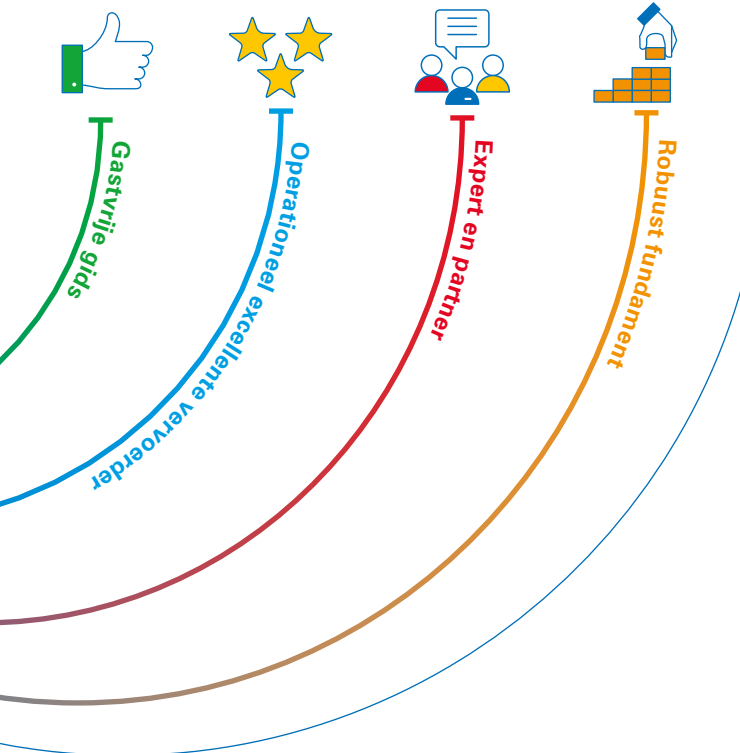 Gastvrije gids
Operationeel excellente vervoerder
Expert en partner
Robuust fundament